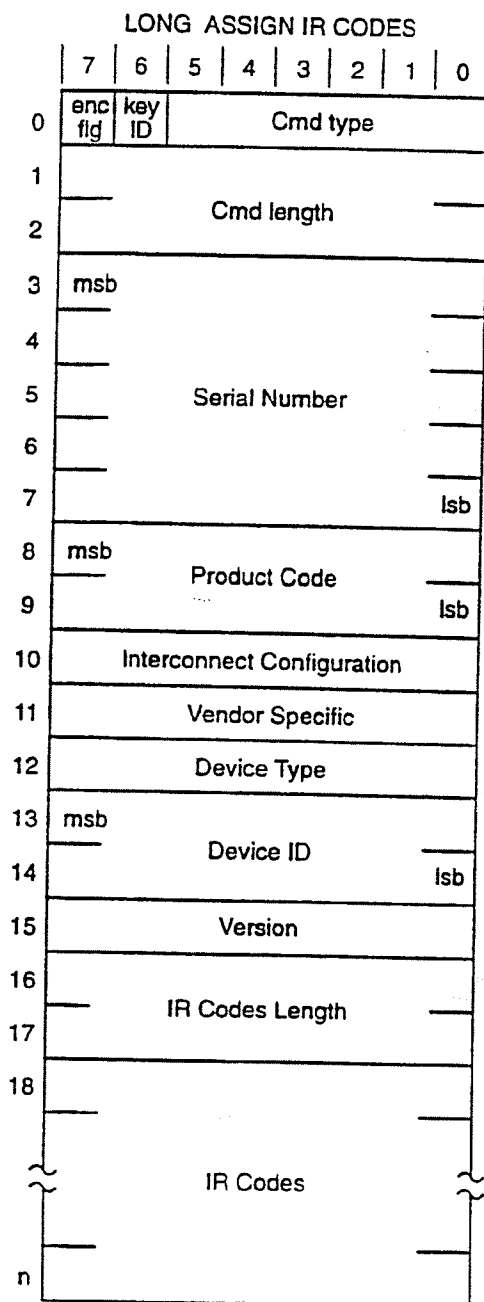 LONG ASSIGN IR CODES
7 6 5 4 3 2 1 0
0 enc flg key ID Cmd type
1
Cmd length
2
3 msb
4
5 Serial Number
6
7 lsb
8 msb
Product Code
9 lsb
10 Interconnect Configuration
11 Vendor Specific
12 Device Type
13 msb
Device ID
14 lsb
15 Version
16
IR Codes Length
17
18
IR Codes
n